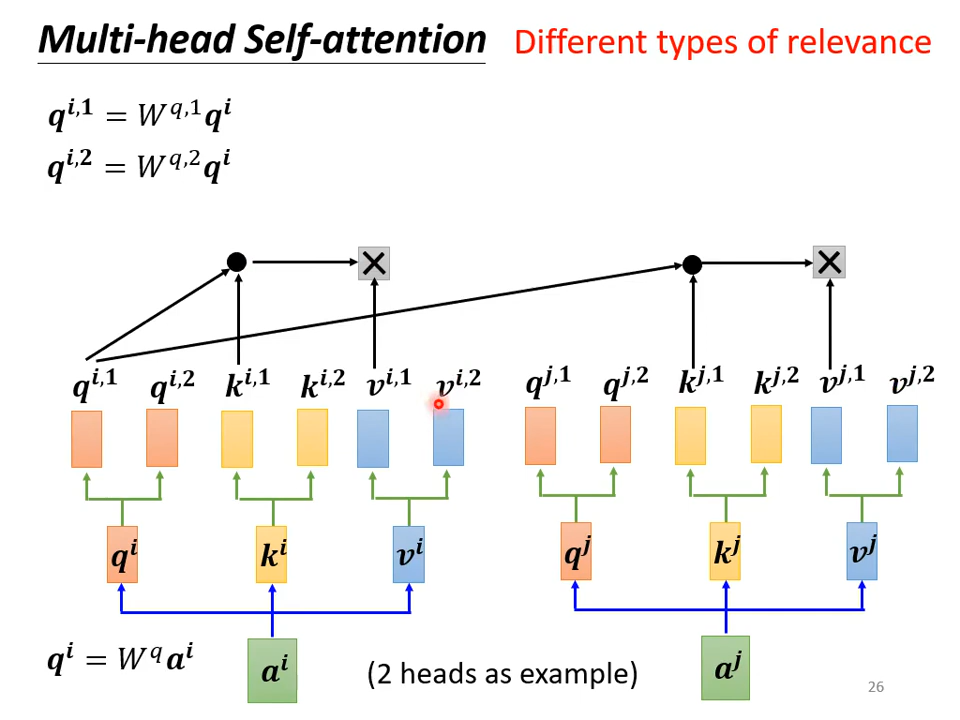 Multi-head Self-attention Different types of relevance
q^{i,1} = W^{q,1}q^i
q^{i,2} = W^{q,2}q^i
q^{i,1} q^{i,2} k^{i,1} k^{i,2} v^{i,1} v^{i,2} q^{j,1} q^{j,2} k^{j,1} k^{j,2} v^{j,1} v^{j,2}
q^i k^i v^i q^j k^j v^j
q^i = W^q a^i
a^i (2 heads as example) a^j
26